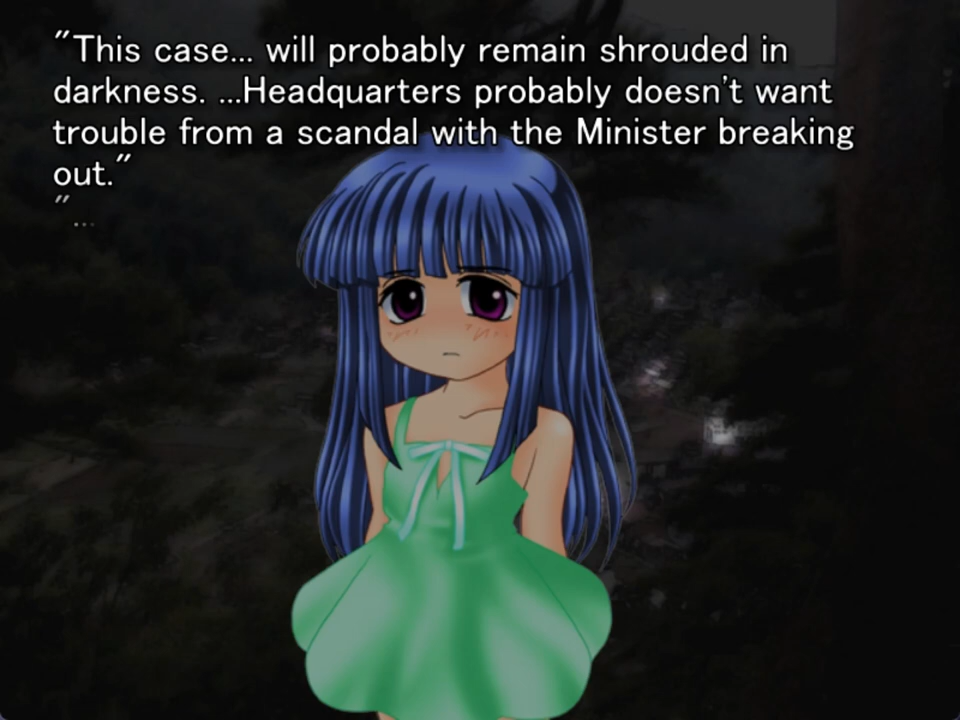 "This case... will probably remain shrouded in
darkness. ...Headquarters probably doesn't want
trouble from a scandal with the Minister breaking
out."
"...